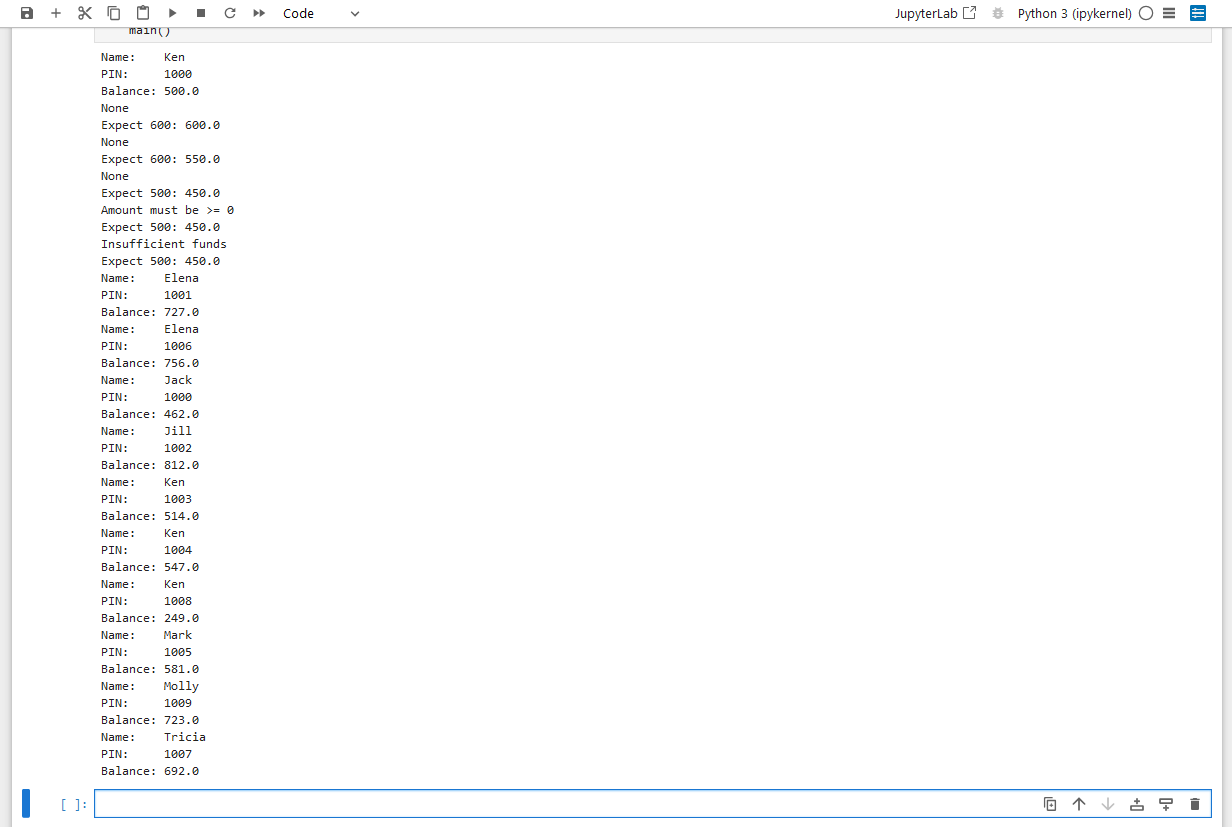 Code
JupyterLab
Python 3 (ipykernel)
main()
Name:    Ken
PIN:     1000
Balance: 500.0
None
Expect 600: 600.0
None
Expect 600: 550.0
None
Expect 500: 450.0
Amount must be >= 0
Expect 500: 450.0
Insufficient funds
Expect 500: 450.0
Name:    Elena
PIN:     1001
Balance: 727.0
Name:    Elena
PIN:     1006
Balance: 756.0
Name:    Jack
PIN:     1000
Balance: 462.0
Name:    Jill
PIN:     1002
Balance: 812.0
Name:    Ken
PIN:     1003
Balance: 514.0
Name:    Ken
PIN:     1004
Balance: 547.0
Name:    Ken
PIN:     1008
Balance: 249.0
Name:    Mark
PIN:     1005
Balance: 581.0
Name:    Molly
PIN:     1009
Balance: 723.0
Name:    Tricia
PIN:     1007
Balance: 692.0
[ ]: